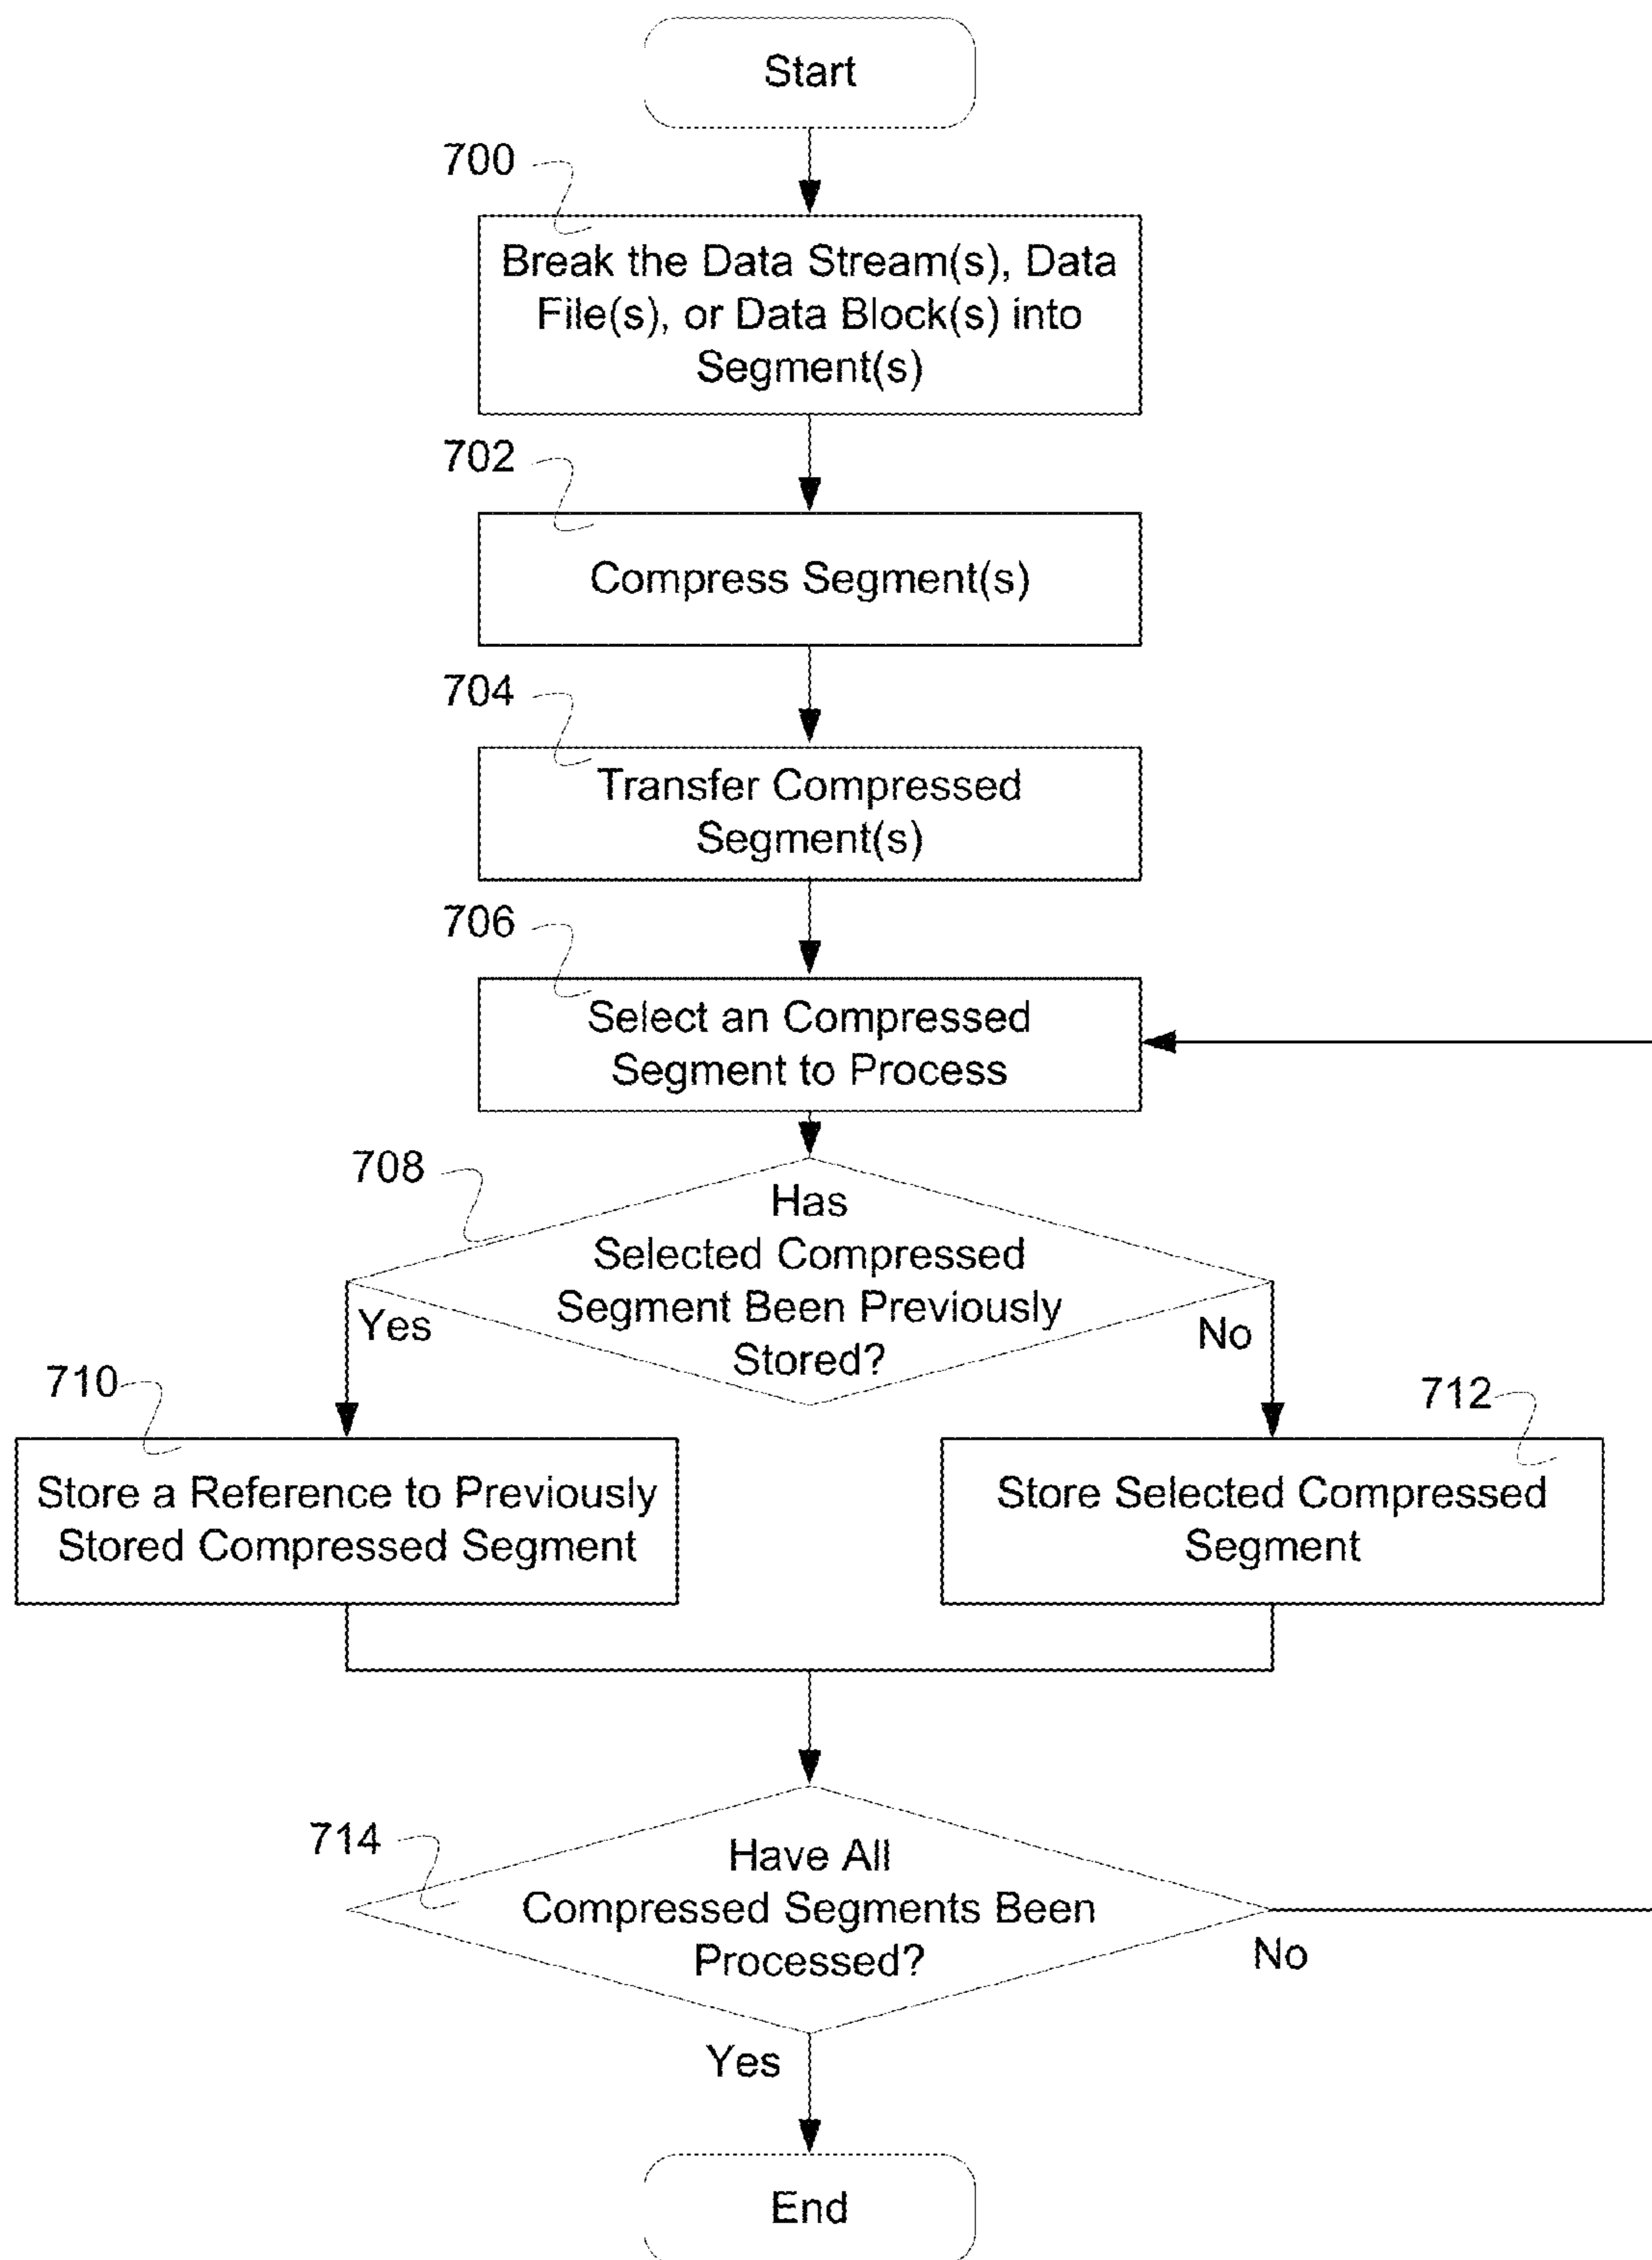 Start
700
Break the Data Stream(s), Data
File(s), or Data Block(s) into
Segment(s)
702
Compress Segment(s)
704
Transfer Compressed
Segment(s)
706
Select an Compressed
Segment to Process
708
Has
Selected Compressed
Segment Been Previously
Stored?
Yes
No
710
Store a Reference to Previously
Stored Compressed Segment
712
Store Selected Compressed
Segment
714
Have All
Compressed Segments Been
Processed?
No
Yes
End